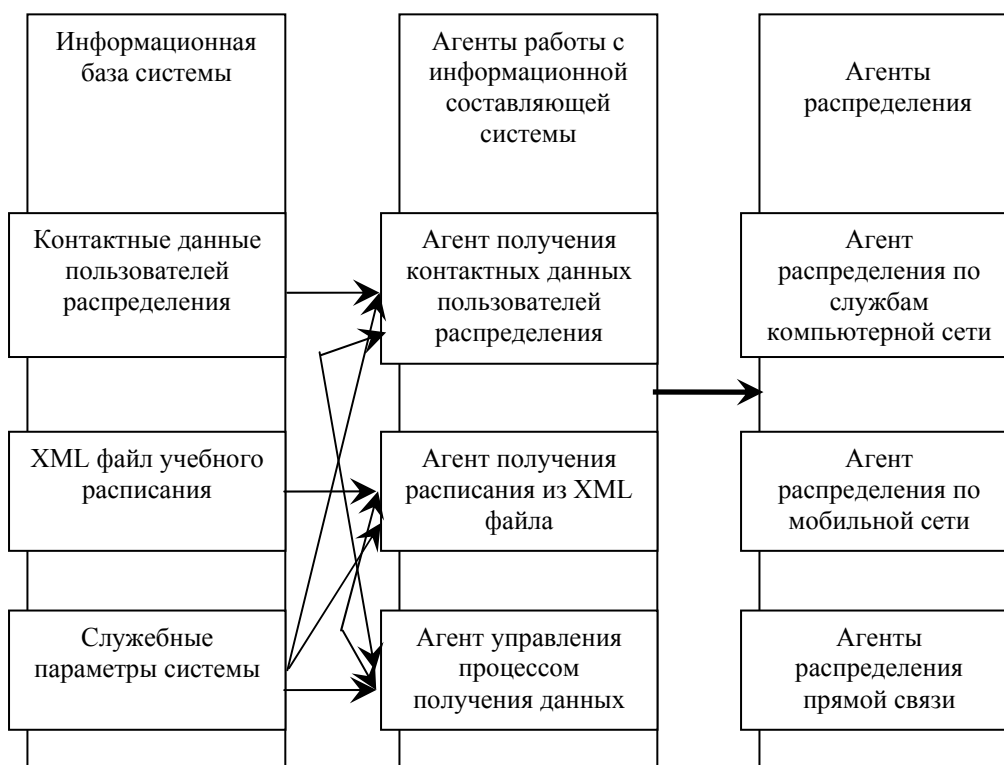 Информационная
база системы
Агенты работы с
информационной
составляющей
системы
Агенты
распределения
Контактные данные
пользователей
распределения
Агент получения
контактных данных
пользователей
распределения
Агент
распределения по
службам
компьютерной сети
XML файл учебного
расписания
Агент получения
расписания из XML
файла
Агент
распределения по
мобильной сети
Служебные
параметры системы
Агент управления
процессом
получения данных
Агенты
распределения
прямой связи